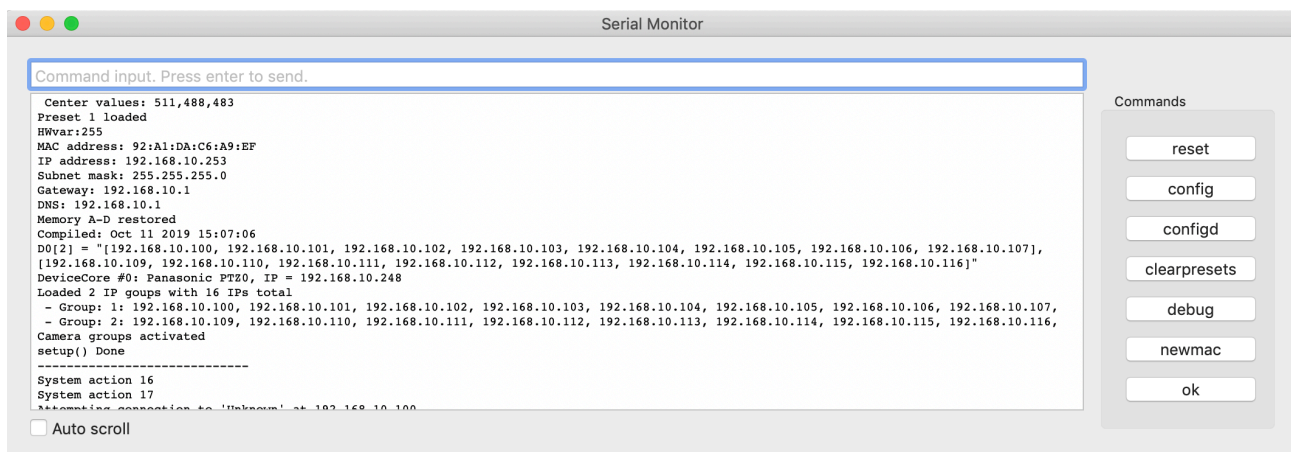 Serial Monitor
Command input. Press enter to send.
Center values: 511,488,483
Preset 1 loaded
HWvar:255
MAC address: 92:A1:DA:C6:A9:EF
IP address: 192.168.10.253
Subnet mask: 255.255.255.0
Gateway: 192.168.10.1
DNS: 192.168.10.1
Memory A-D restored
Compiled: Oct 11 2019 15:07:06
D0[2] = "[192.168.10.100, 192.168.10.101, 192.168.10.102, 192.168.10.103, 192.168.10.104, 192.168.10.105, 192.168.10.106, 192.168.10.107],
[192.168.10.109, 192.168.10.110, 192.168.10.111, 192.168.10.112, 192.168.10.113, 192.168.10.114, 192.168.10.115, 192.168.10.116]"
DeviceCore #0: Panasonic PTZ0, IP = 192.168.10.248
Loaded 2 IP goups with 16 IPs total
- Group: 1: 192.168.10.100, 192.168.10.101, 192.168.10.102, 192.168.10.103, 192.168.10.104, 192.168.10.105, 192.168.10.106, 192.168.10.107,
- Group: 2: 192.168.10.109, 192.168.10.110, 192.168.10.111, 192.168.10.112, 192.168.10.113, 192.168.10.114, 192.168.10.115, 192.168.10.116,
Camera groups activated
setup() Done
-----------------------------
System action 16
System action 17
Attempting connection to 'Unknown' at 192.168.10.100
Auto scroll
Commands
reset
config
configd
clearpresets
debug
newmac
ok